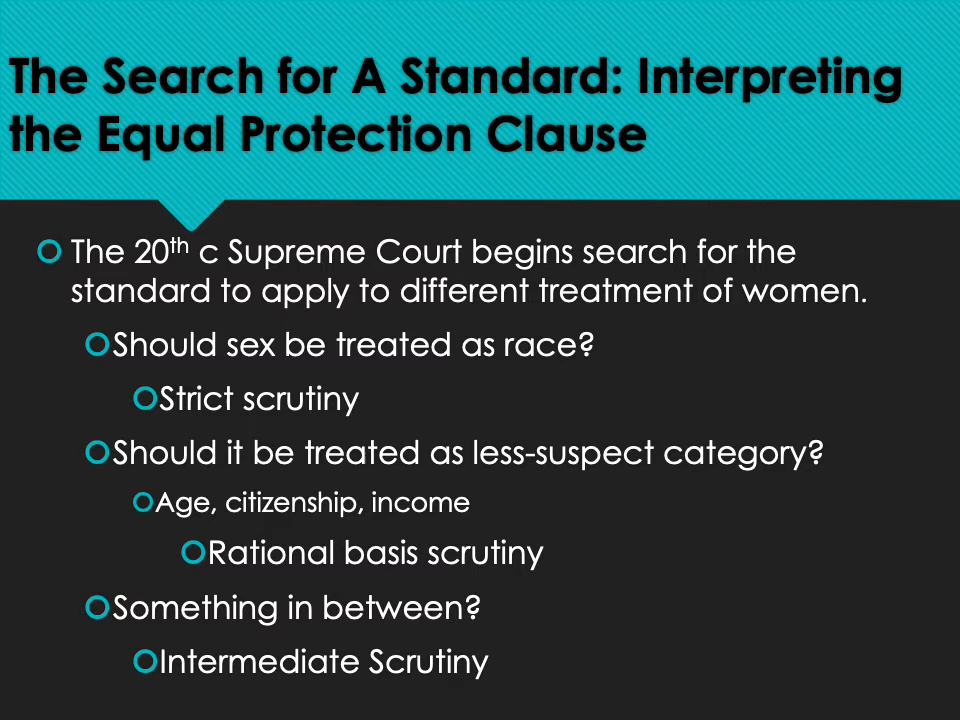 The Search for A Standard: Interpreting
the Equal Protection Clause
The 20th c Supreme Court begins search for the
standard to apply to different treatment of women.
Should sex be treated as race?
Strict scrutiny
Should it be treated as less-suspect category?
Age, citizenship, income
Rational basis scrutiny
Something in between?
Intermediate Scrutiny